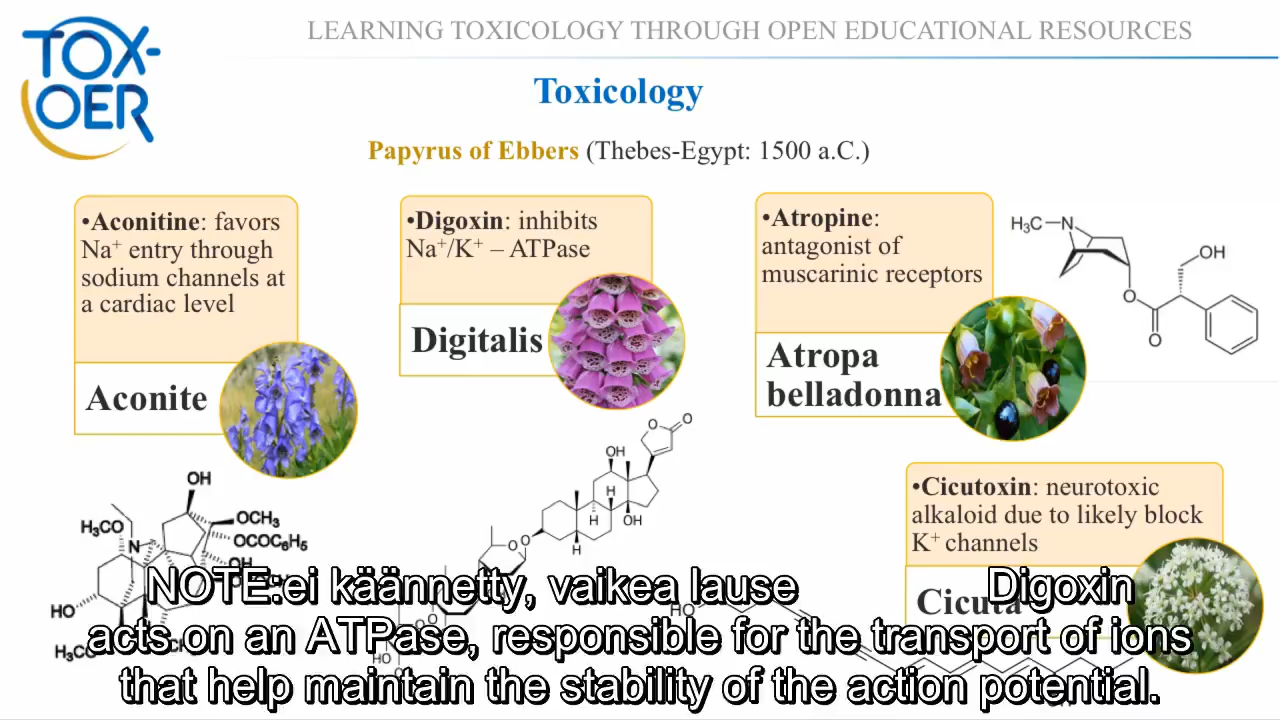 TOX-
OER
LEARNING TOXICOLOGY THROUGH OPEN EDUCATIONAL RESOURCES
Toxicology
Papyrus of Ebbers (Thebes-Egypt: 1500 a.C.)
•Aconitine: favors
Na⁺ entry through
sodium channels at
a cardiac level
Aconite
•Digoxin: inhibits
Na⁺/K⁺ – ATPase
Digitalis
•Atropine:
antagonist of
muscarinic receptors
Atropa
belladonna
H₃C
N
OH
O
O
•Cicutoxin: neurotoxic
alkaloid due to likely block
K⁺ channels
Cicuta
OH
H₃CO
OCH₃
OCOC₆H₅
N
OH
HO
O
O
OH
H
H
OH
H
O
O
HO
HO
NOTE:ei käännetty, vaikea lause Digoxin
acts on an ATPase, responsible for the transport of ions
that help maintain the stability of the action potential.